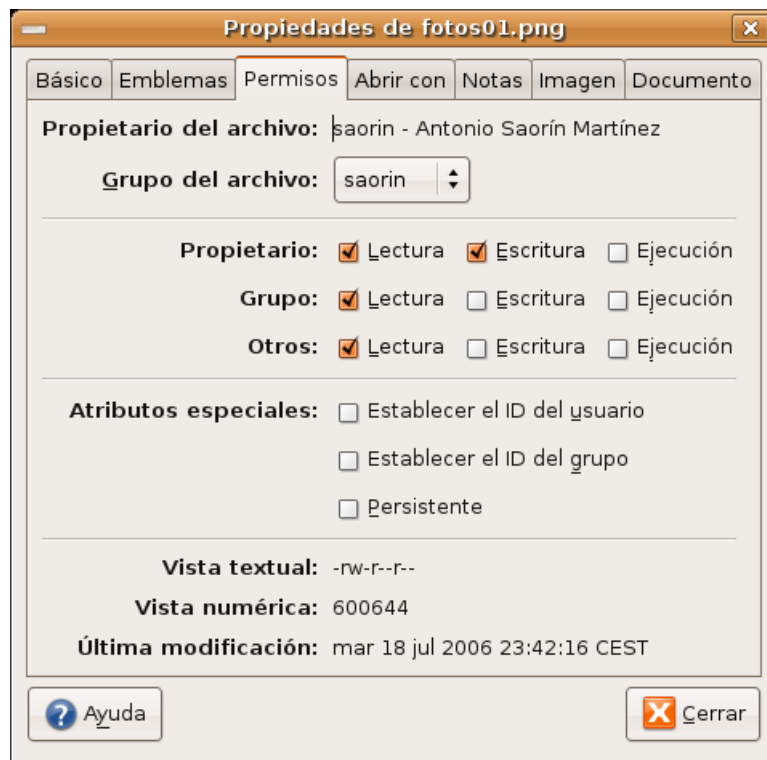 Propiedades de fotos01.png
Básico Emblemas Permisos Abrir con Notas Imagen Documento
Propietario del archivo: saorin - Antonio Saorín Martínez
Grupo del archivo: saorin
Propietario: Lectura Escritura Ejecución
Grupo: Lectura Escritura Ejecución
Otros: Lectura Escritura Ejecución
Atributos especiales: Establecer el ID del usuario
Establecer el ID del grupo
Persistente
Vista textual: -rw-r--r--
Vista numérica: 600644
Última modificación: mar 18 jul 2006 23:42:16 CEST
Ayuda Cerrar